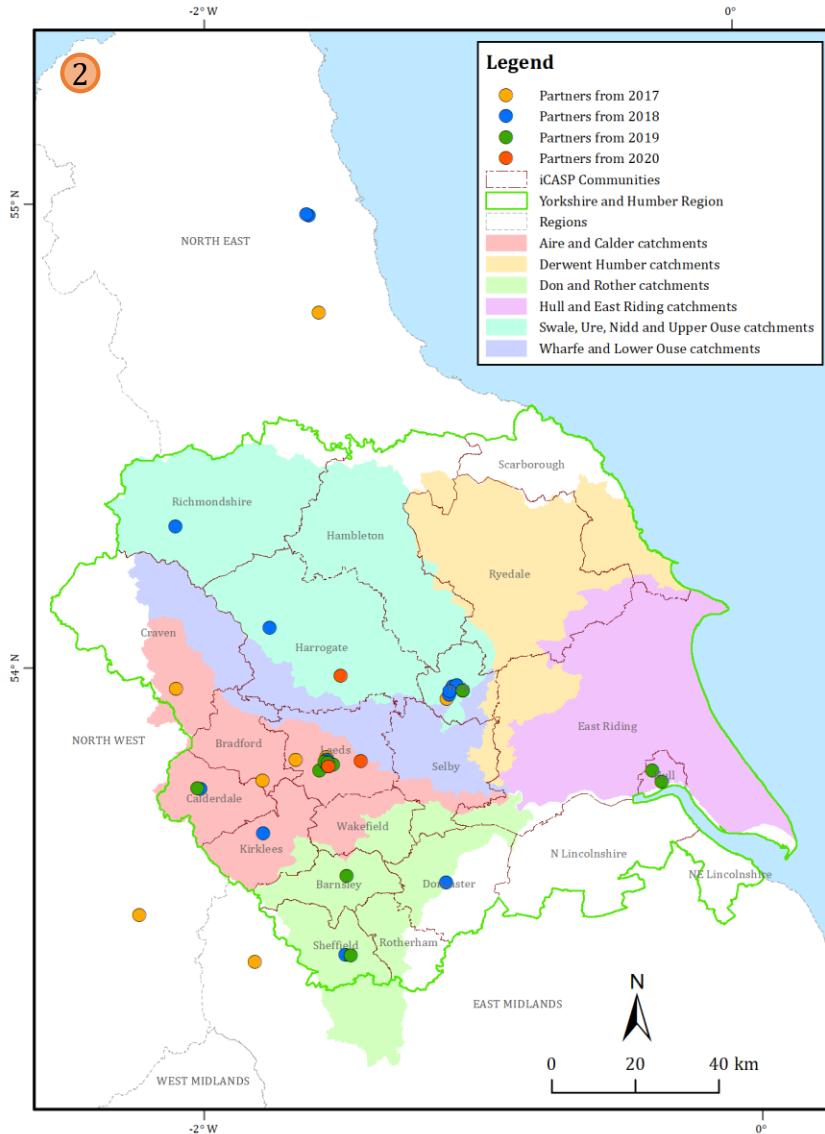 -2° W
0°
2
Legend
Partners from 2017
Partners from 2018
Partners from 2019
Partners from 2020
iCASP Communities
Yorkshire and Humber Region
Regions
Aire and Calder catchments
Derwent Humber catchments
Don and Rother catchments
Hull and East Riding catchments
Swale, Ure, Nidd and Upper Ouse catchments
Wharfe and Lower Ouse catchments
55° N
NORTH EAST
Scarborough
Richmondshire
Hambleton
Ryedale
Craven
Harrogate
54° N
NORTH WEST
East Riding
Bradford
Leeds
Selby
Hull
Calderdale
Wakefield
Kirklees
N Lincolnshire
NE Lincolnshire
Barnsley
Doncaster
Sheffield
Rotherham
N
EAST MIDLANDS
0
20
40 km
WEST MIDLANDS
-2° W
0°